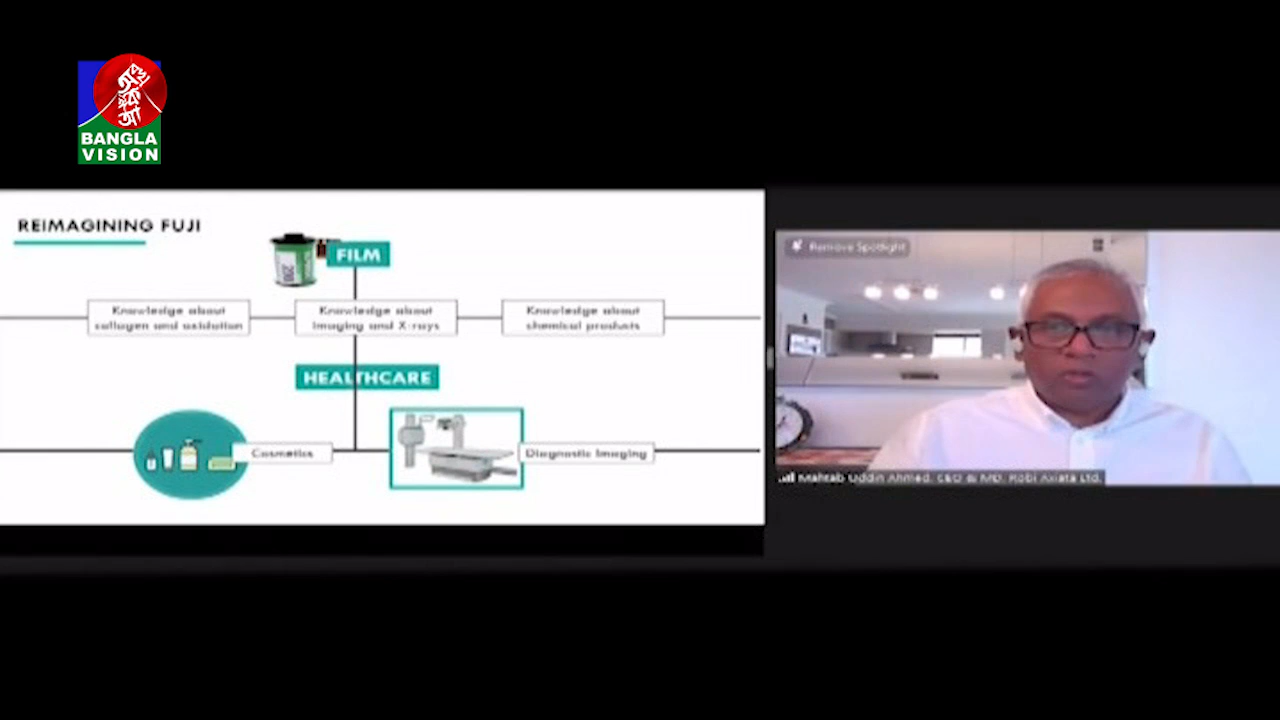 BANGLA
VISION
REIMAGINING FUJI
FILM
200
Knowledge about
collagen and oxidation
Knowledge about
imaging and X-rays
Knowledge about
chemical products
HEALTHCARE
Cosmetics
Diagnostic Imaging
Remove Spotlight
Mahtab Uddin Ahmed, CEO & MD, Robi Axiata Ltd.